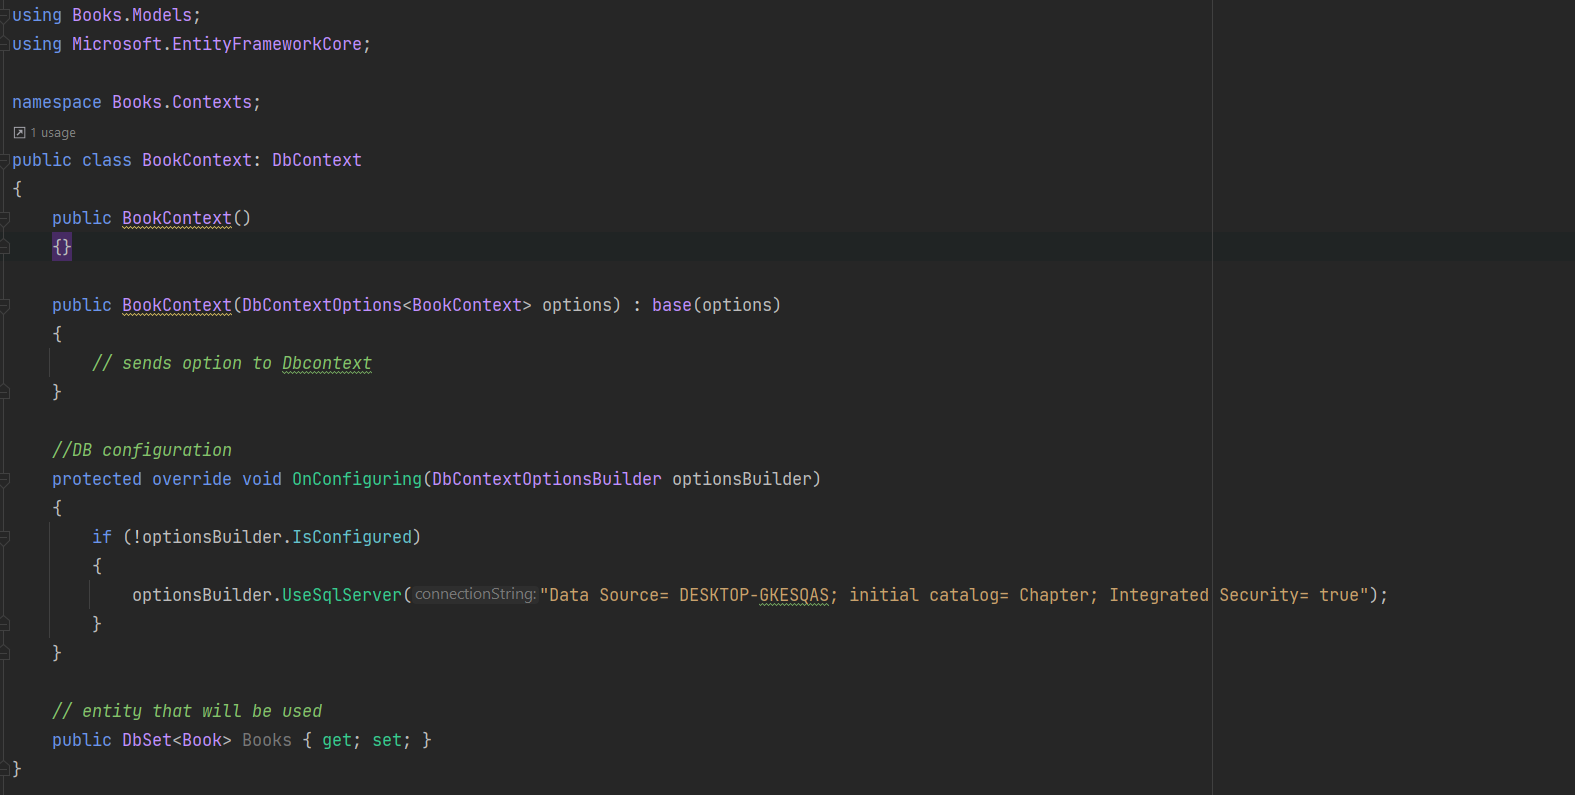 using Books.Models;
using Microsoft.EntityFrameworkCore;
namespace Books.Contexts;
1 usage
public class BookContext: DbContext
{
public BookContext()
{}
public BookContext(DbContextOptions<BookContext> options) : base(options)
{
// sends option to Dbcontext
}
//DB configuration
protected override void OnConfiguring(DbContextOptionsBuilder optionsBuilder)
{
if (!optionsBuilder.IsConfigured)
{
optionsBuilder.UseSqlServer(connectionString:"Data Source= DESKTOP-GKESQAS; initial catalog= Chapter; Integrated Security= true");
}
}
// entity that will be used
public DbSet<Book> Books { get; set; }
}